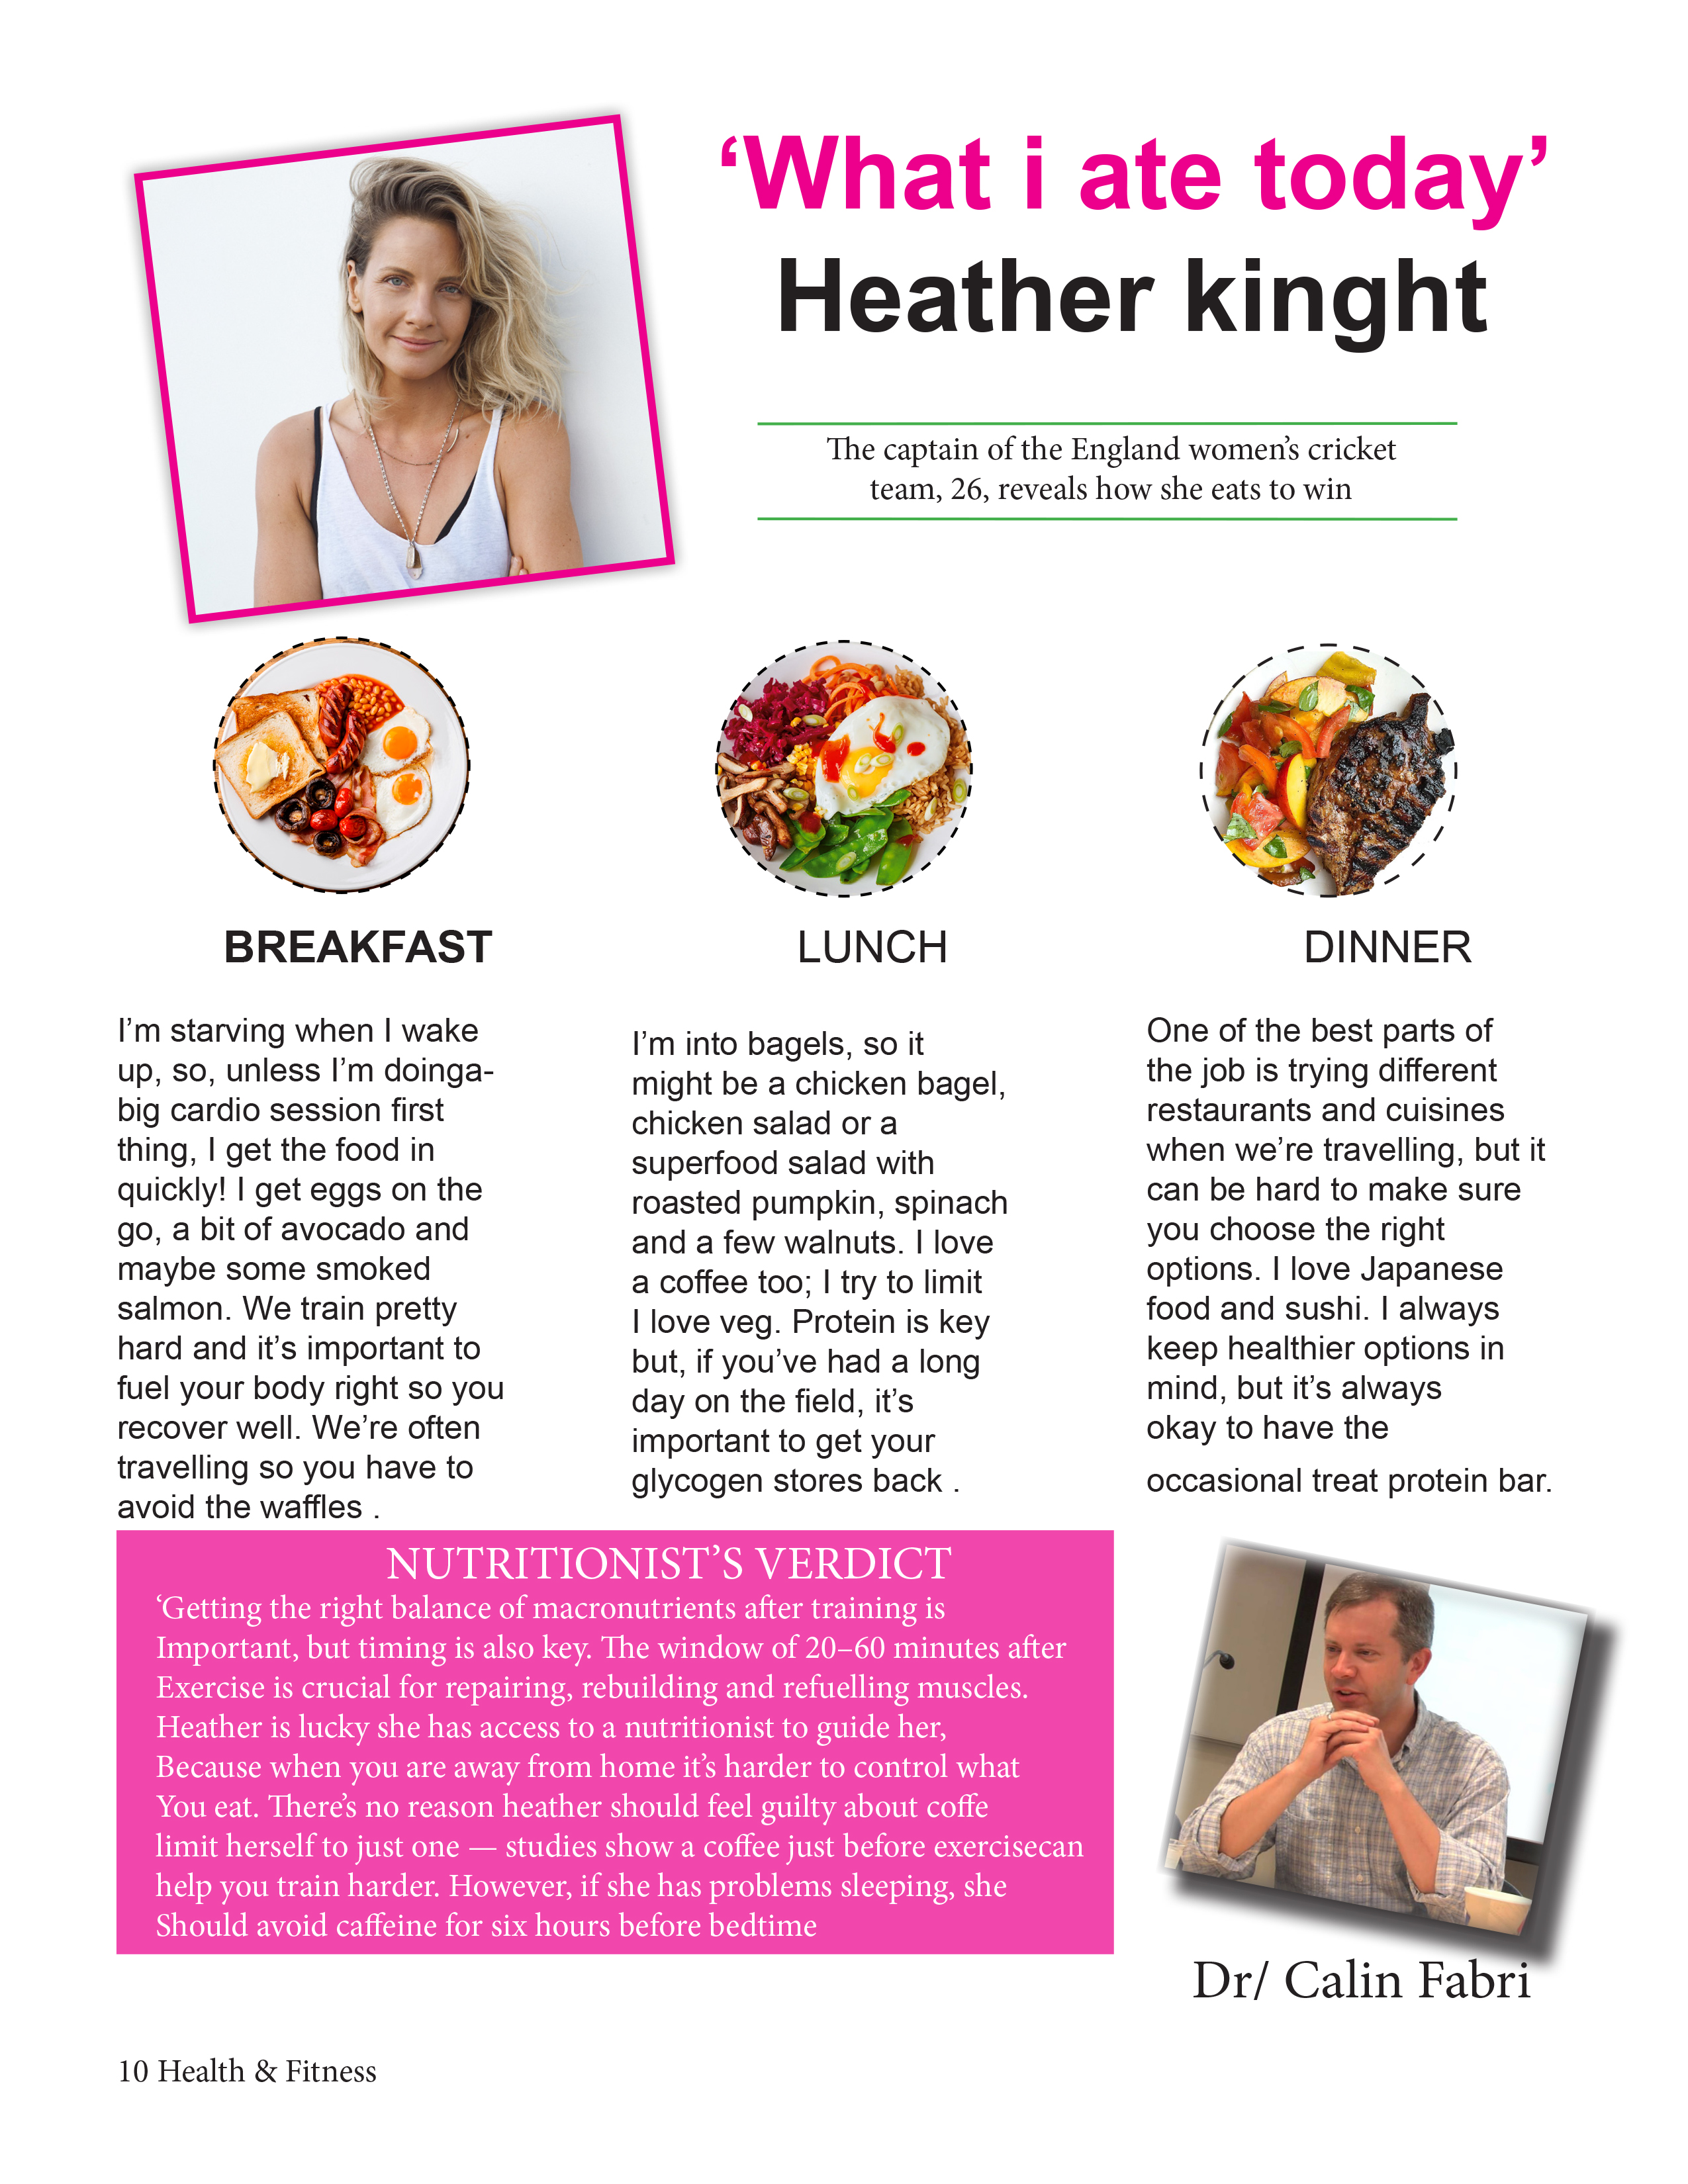 ‘What i ate today’
Heather kinght
The captain of the England women’s cricket
team, 26, reveals how she eats to win
BREAKFAST
I’m starving when I wake
up, so, unless I’m doinga-
big cardio session first
thing, I get the food in
quickly! I get eggs on the
go, a bit of avocado and
maybe some smoked
salmon. We train pretty
hard and it’s important to
fuel your body right so you
recover well. We’re often
travelling so you have to
avoid the waffles .
LUNCH
I’m into bagels, so it
might be a chicken bagel,
chicken salad or a
superfood salad with
roasted pumpkin, spinach
and a few walnuts. I love
a coffee too; I try to limit
I love veg. Protein is key
but, if you’ve had a long
day on the field, it’s
important to get your
glycogen stores back .
DINNER
One of the best parts of
the job is trying different
restaurants and cuisines
when we’re travelling, but it
can be hard to make sure
you choose the right
options. I love Japanese
food and sushi. I always
keep healthier options in
mind, but it’s always
okay to have the
occasional treat protein bar.
NUTRITIONIST’S VERDICT
‘Getting the right balance of macronutrients after training is
Important, but timing is also key. The window of 20–60 minutes after
Exercise is crucial for repairing, rebuilding and refuelling muscles.
Heather is lucky she has access to a nutritionist to guide her,
Because when you are away from home it’s harder to control what
You eat. There’s no reason heather should feel guilty about coffe
limit herself to just one — studies show a coffee just before exercisecan
help you train harder. However, if she has problems sleeping, she
Should avoid caffeine for six hours before bedtime
Dr/ Calin Fabri
10 Health & Fitness